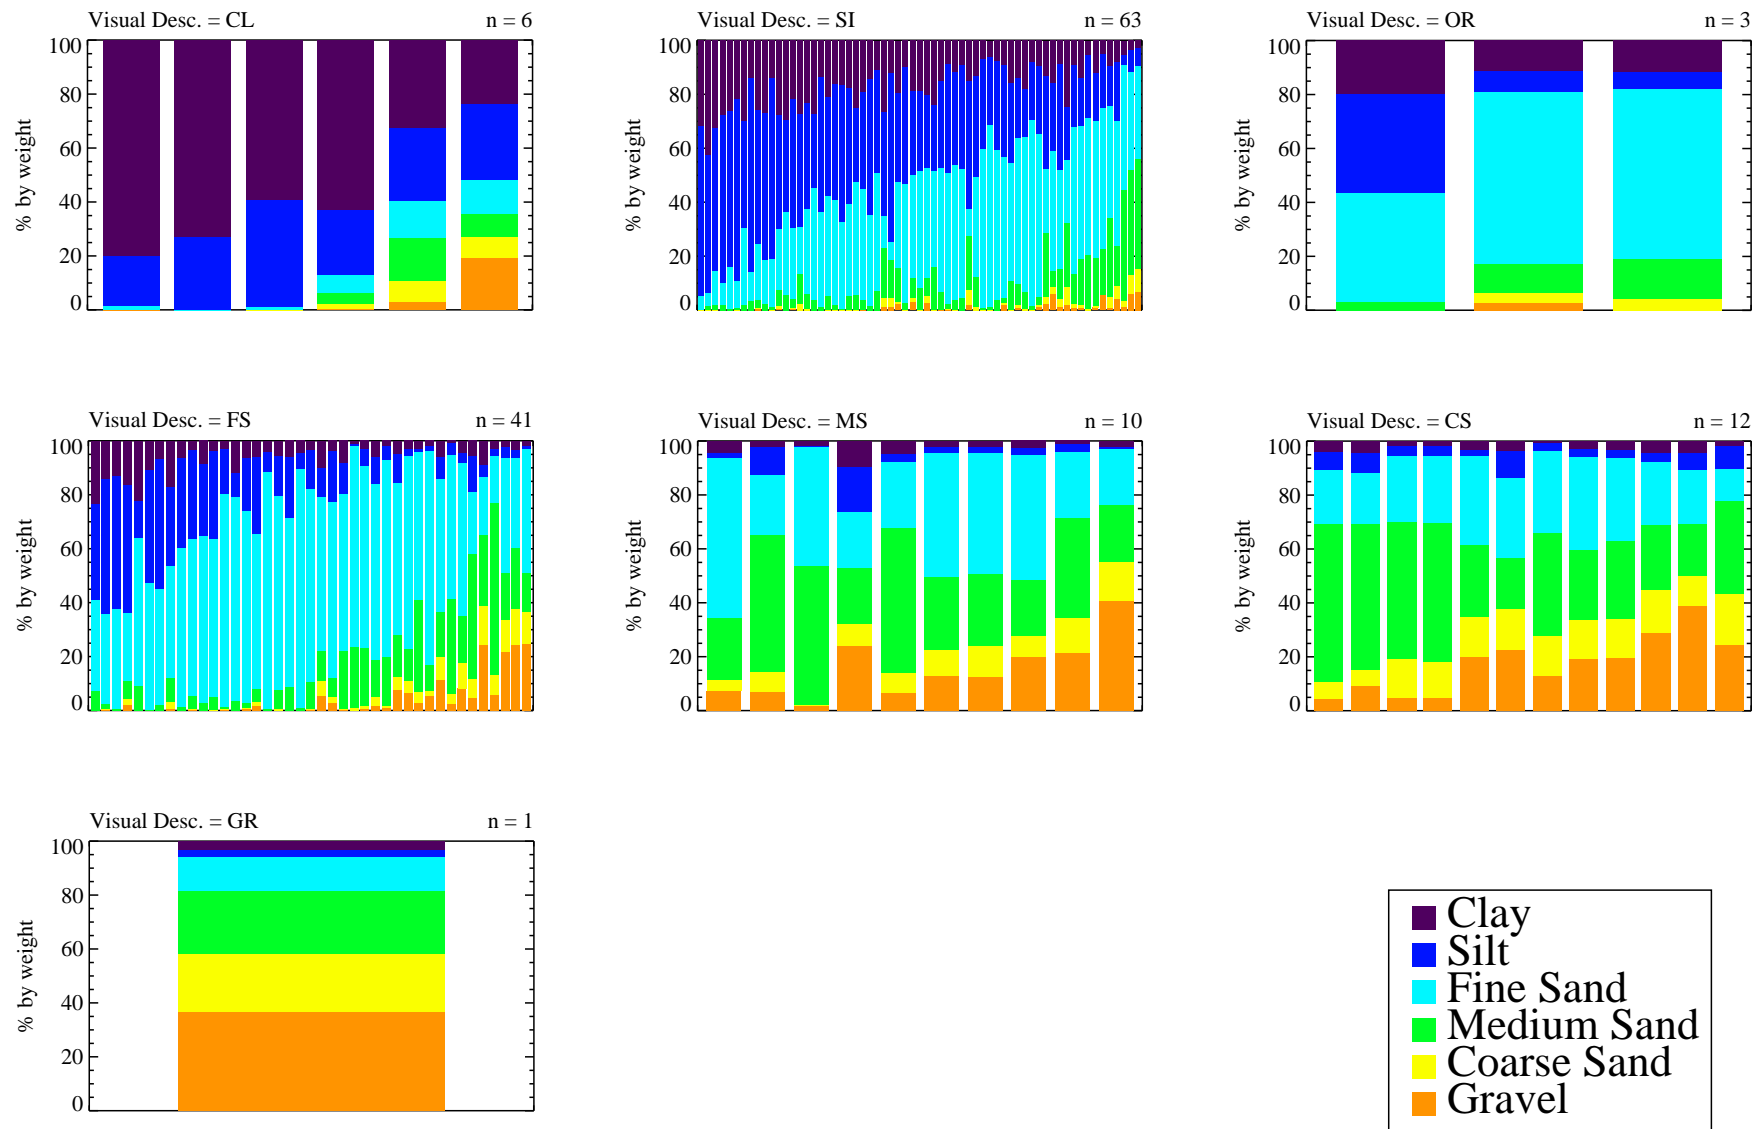 Visual Desc. = CL n = 6
100
80
60
40
20
0
% by weight
Visual Desc. = SI n = 63
100
80
60
40
20
0
% by weight
Visual Desc. = OR n = 3
100
80
60
40
20
0
% by weight
Visual Desc. = FS n = 41
100
80
60
40
20
0
% by weight
Visual Desc. = MS n = 10
100
80
60
40
20
0
% by weight
Visual Desc. = CS n = 12
100
80
60
40
20
0
% by weight
Visual Desc. = GR n = 1
100
80
60
40
20
0
% by weight
Clay
Silt
Fine Sand
Medium Sand
Coarse Sand
Gravel